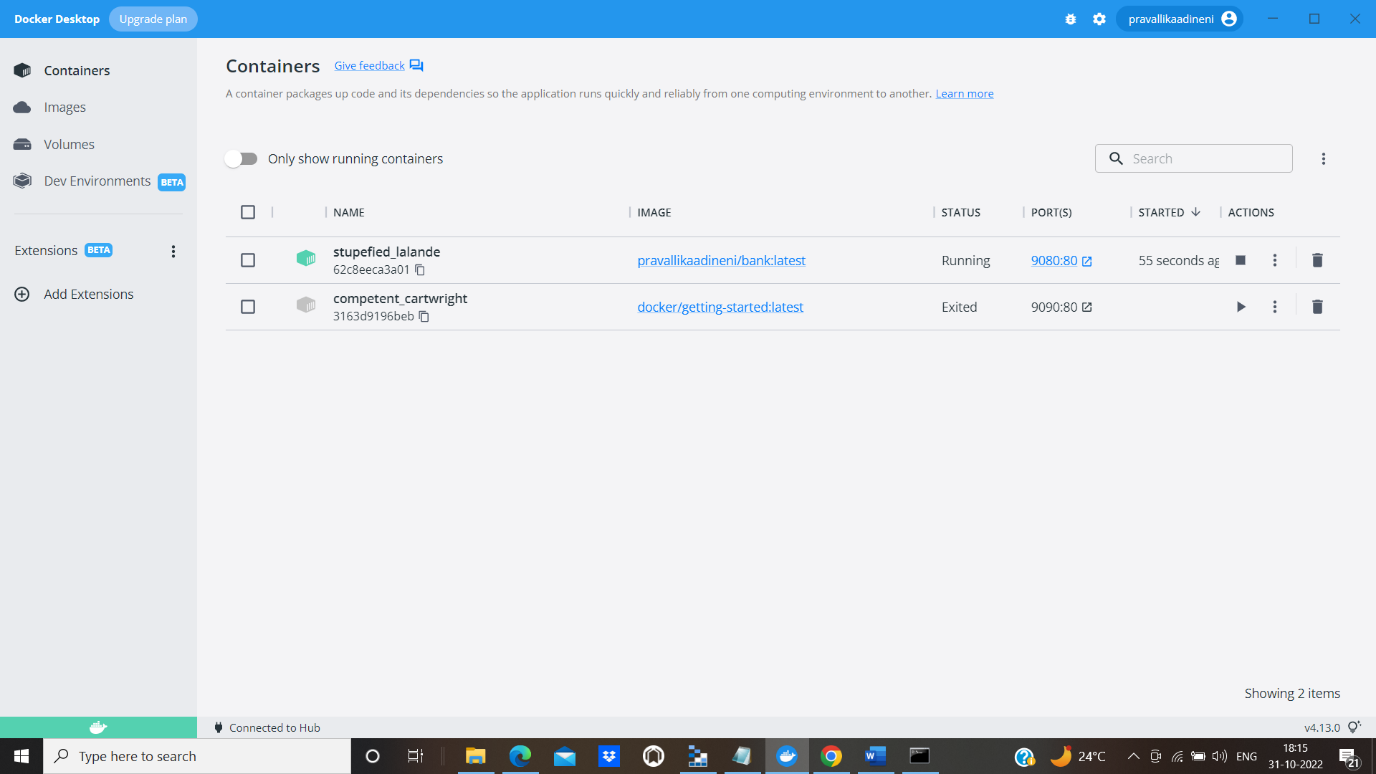 Docker Desktop Upgrade plan pravallikaadineni
Containers
Images
Volumes
Dev Environments BETA
Extensions BETA
Add Extensions
Containers Give feedback
A container packages up code and its dependencies so the application runs quickly and reliably from one computing environment to another. Learn more
Only show running containers Search
NAME IMAGE STATUS PORT(S) STARTED ACTIONS
stupefied_lalande
62c8eeca3a01
pravallikaadineni/bank:latest Running 9080:80 55 seconds ag
competent_cartwright
3163d9196beb
docker/getting-started:latest Exited 9090:80
Showing 2 items
Connected to Hub v4.13.0
Type here to search 24°C ENG
18:15
31-10-2022
21